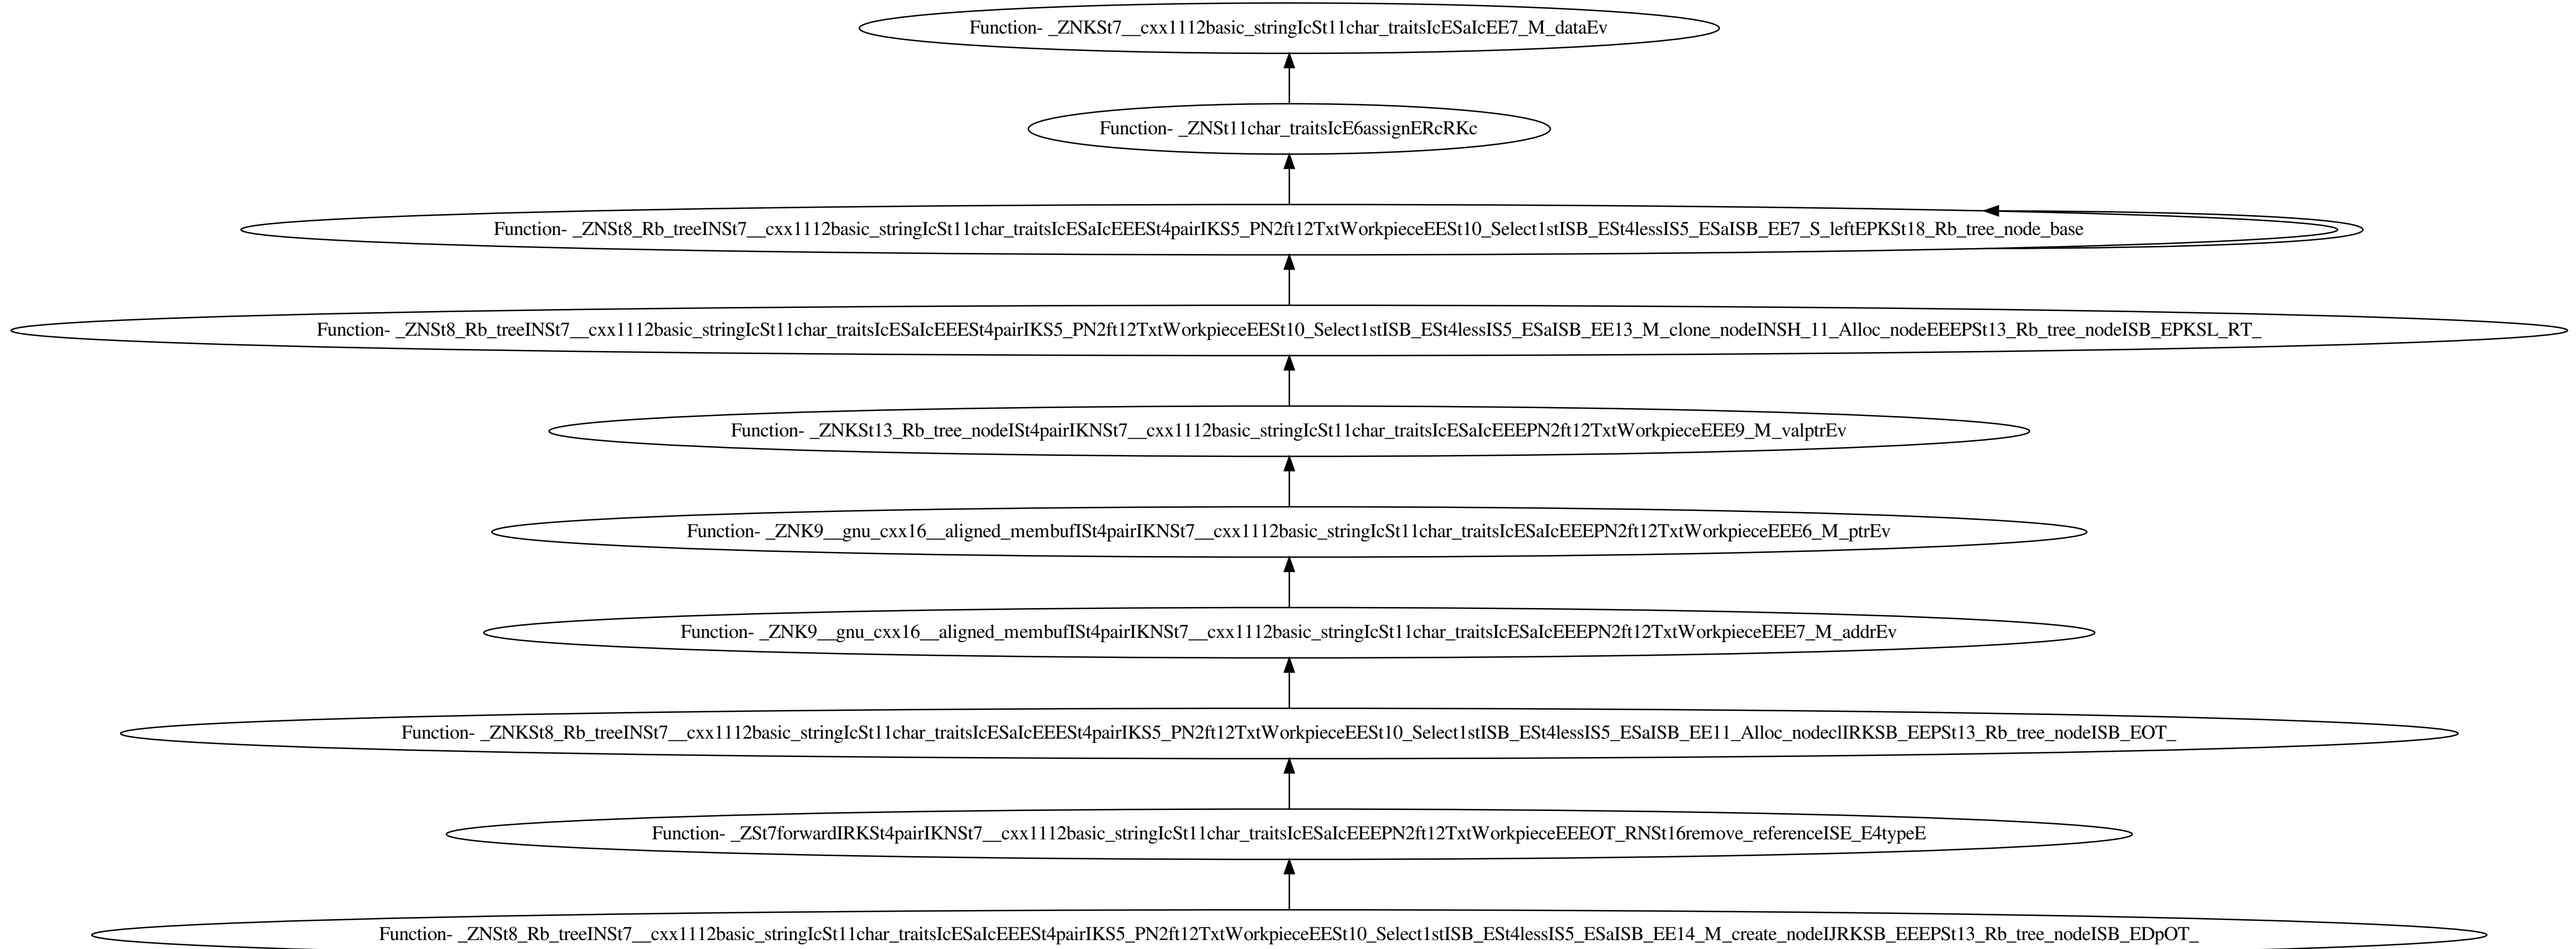 Function- _ZNKSt7__cxx1112basic_stringIcSt11char_traitsIcESaIcEE7_M_dataEv
Function- _ZNSt11char_traitsIcE6assignERcRKc
Function- _ZNSt8_Rb_treeINSt7__cxx1112basic_stringIcSt11char_traitsIcESaIcEEESt4pairIKS5_PN2ft12TxtWorkpieceEESt10_Select1stISB_ESt4lessIS5_ESaISB_EE7_S_leftEPKSt18_Rb_tree_node_base
Function- _ZNSt8_Rb_treeINSt7__cxx1112basic_stringIcSt11char_traitsIcESaIcEEESt4pairIKS5_PN2ft12TxtWorkpieceEESt10_Select1stISB_ESt4lessIS5_ESaISB_EE13_M_clone_nodeINSH_11_Alloc_nodeEEEPSt13_Rb_tree_nodeISB_EPKSL_RT_
Function- _ZNKSt13_Rb_tree_nodeISt4pairIKNSt7__cxx1112basic_stringIcSt11char_traitsIcESaIcEEEPN2ft12TxtWorkpieceEEE9_M_valptrEv
Function- _ZNK9__gnu_cxx16__aligned_membufISt4pairIKNSt7__cxx1112basic_stringIcSt11char_traitsIcESaIcEEEPN2ft12TxtWorkpieceEEE6_M_ptrEv
Function- _ZNK9__gnu_cxx16__aligned_membufISt4pairIKNSt7__cxx1112basic_stringIcSt11char_traitsIcESaIcEEEPN2ft12TxtWorkpieceEEE7_M_addrEv
Function- _ZNKSt8_Rb_treeINSt7__cxx1112basic_stringIcSt11char_traitsIcESaIcEEESt4pairIKS5_PN2ft12TxtWorkpieceEESt10_Select1stISB_ESt4lessIS5_ESaISB_EE11_Alloc_nodeclIRKSB_EEPSt13_Rb_tree_nodeISB_EOT_
Function- _ZSt7forwardIRKSt4pairIKNSt7__cxx1112basic_stringIcSt11char_traitsIcESaIcEEEPN2ft12TxtWorkpieceEEEOT_RNSt16remove_referenceISE_E4typeE
Function- _ZNSt8_Rb_treeINSt7__cxx1112basic_stringIcSt11char_traitsIcESaIcEEESt4pairIKS5_PN2ft12TxtWorkpieceEESt10_Select1stISB_ESt4lessIS5_ESaISB_EE14_M_create_nodeIJRKSB_EEEPSt13_Rb_tree_nodeISB_EDpOT_